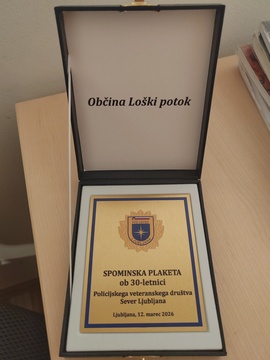 Občina Loški potok
SPOMINSKA PLAKETA
ob 30-letnici
Policijskega veteranskega društva
Sever Ljubljana
Ljubljana, 12. marec 2026